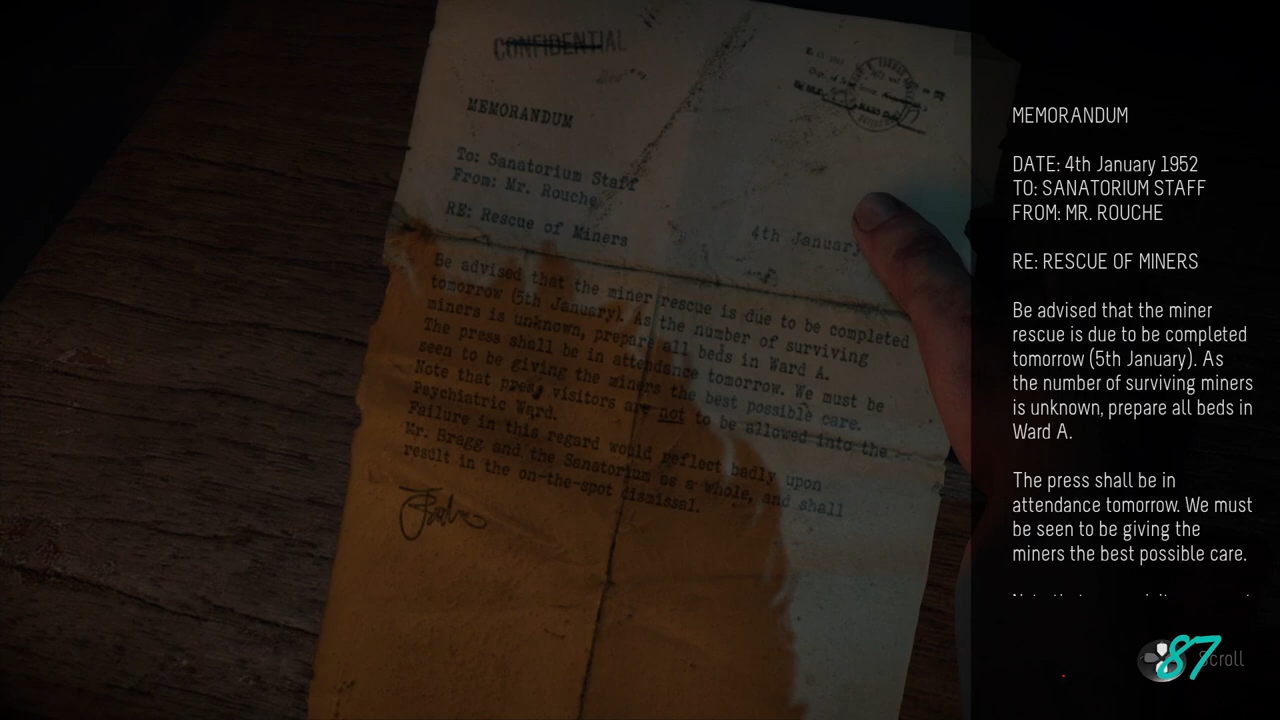 CONFIDENTIAL
MEMORANDUM
To: Sanatorium Staff
From: Mr. Rouche
RE: Rescue of Miners
4th January
Be advised that the miner rescue is due to be completed
tomorrow (5th January). As the number of surviving
miners is unknown, prepare all beds in Ward A.
The press shall be in attendance tomorrow. We must be
seen to be giving the miners the best possible care.
Note that press visitors are not to be allowed into the
Psychiatric Ward.
Failure in this regard would reflect badly upon
Mr. Bragg and the Sanatorium as a whole, and shall
result in the on-the-spot dismissal.
MEMORANDUM
DATE: 4th January 1952
TO: SANATORIUM STAFF
FROM: MR. ROUCHE
RE: RESCUE OF MINERS
Be advised that the miner
rescue is due to be completed
tomorrow (5th January). As
the number of surviving miners
is unknown, prepare all beds in
Ward A.
The press shall be in
attendance tomorrow. We must
be seen to be giving the
miners the best possible care.
87
Scroll